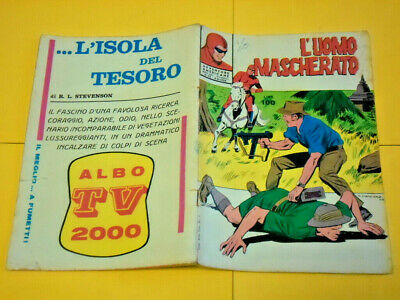 ...L'ISOLA
DEL
TESORO
di R. L. STEVENSON
IL FASCINO D'UNA FAVOLOSA RICERCA
CORAGGIO, AZIONE, ODIO, NELLO SCE-
NARIO INCOMPARABILE DI VEGETAZIONI
LUSSUREGGIANTI, IN UN DRAMMATICO
INCALZARE DI COLPI DI SCENA
ALBO
TV
2000
IL MEGLIO... A FUMETTI!
L'UOMO
MASCHERATO
100